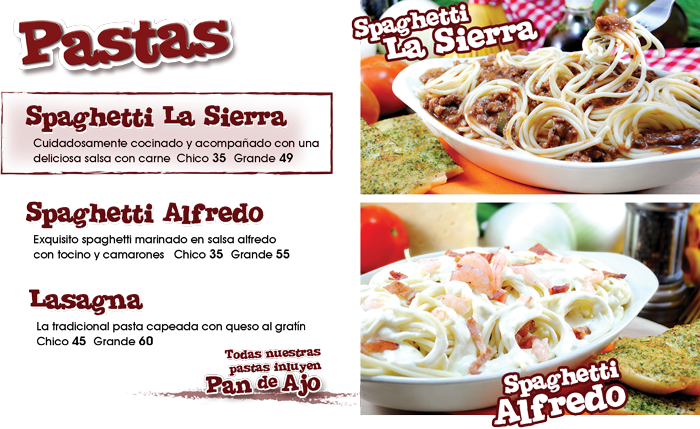 Pastas
Spaghetti La Sierra
Cuidadosamente cocinado y acompañado con una
deliciosa salsa con carne Chico 35 Grande 49
Spaghetti Alfredo
Exquisito spaghetti marinado en salsa alfredo
con tocino y camarones Chico 35 Grande 55
Lasagna
La tradicional pasta capeada con queso al gratín
Chico 45 Grande 60
Todas nuestras
pastas inluyen
Pan de Ajo
Spaghetti
La Sierra
Spaghetti
Alfredo